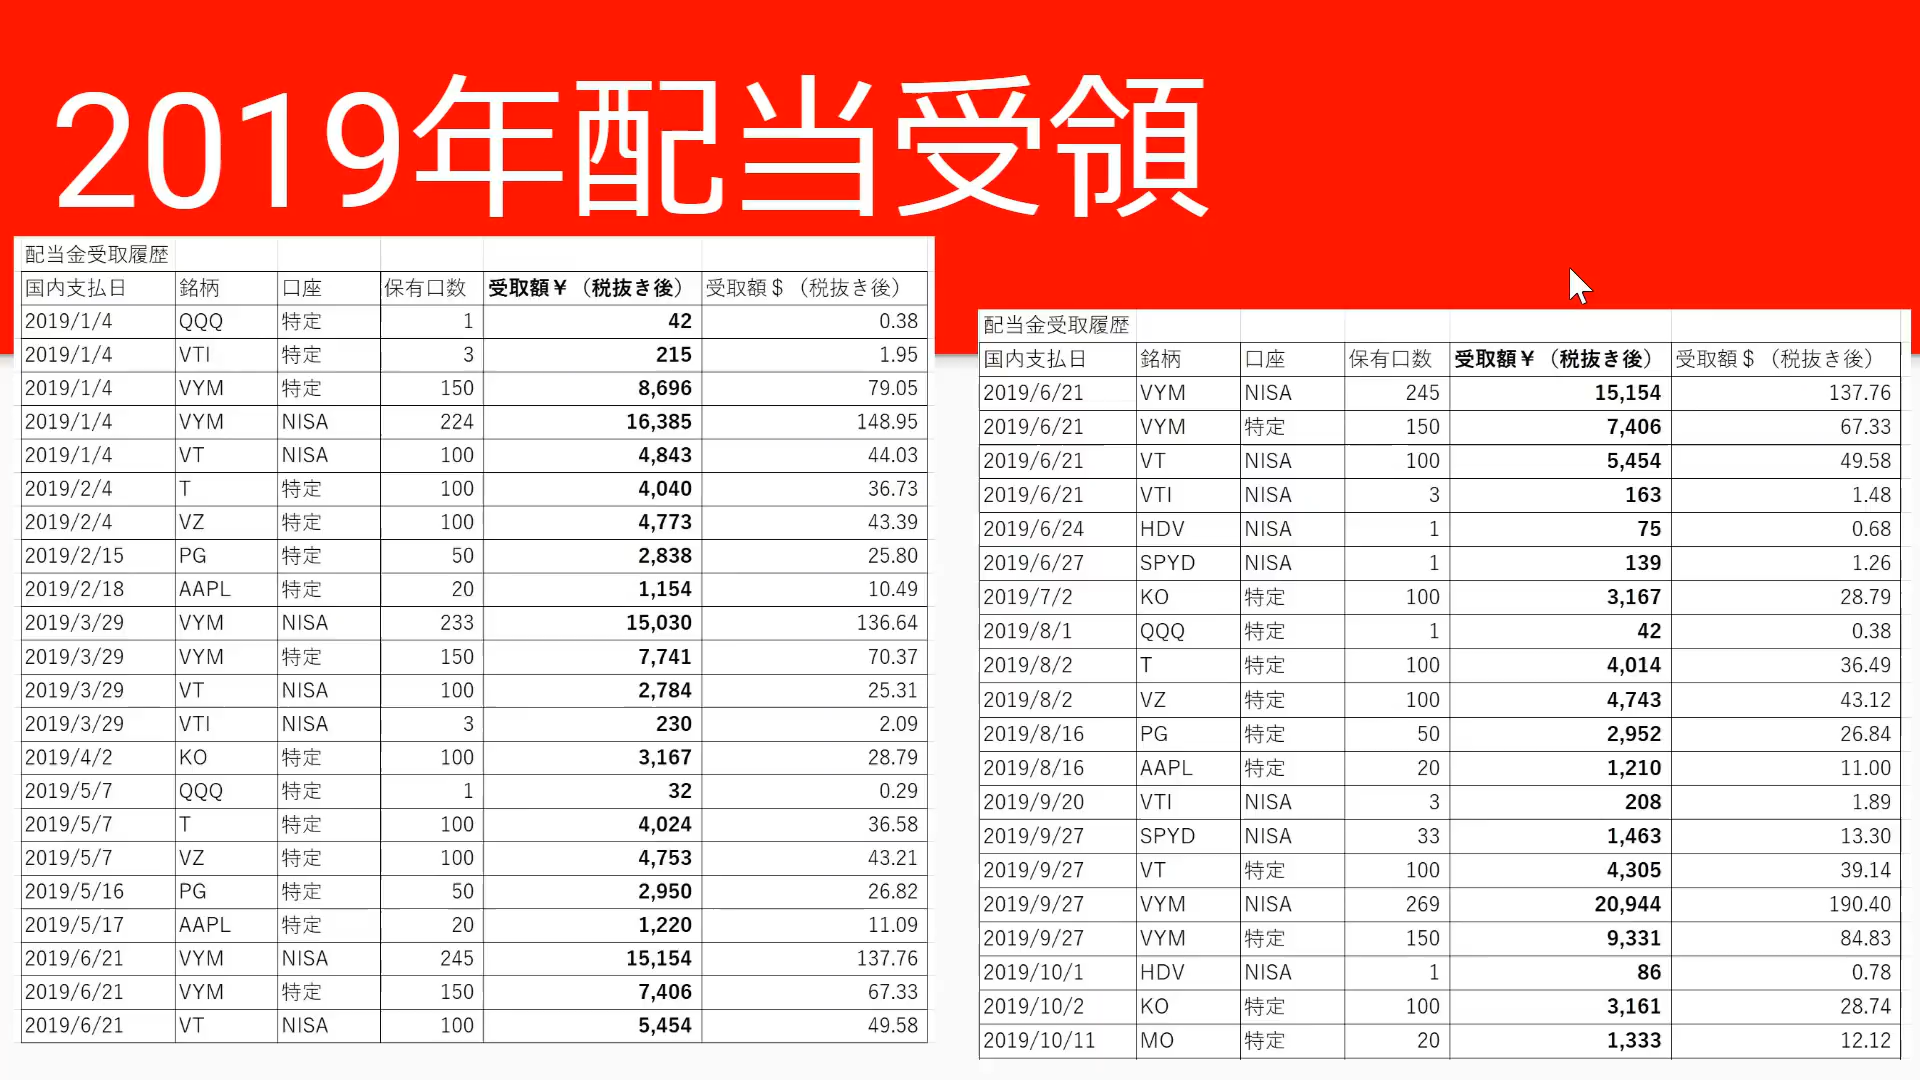 2019年配当受領
配当金受取履歴
国内支払日 銘柄 口座 保有口数 受取額¥（税抜き後） 受取額＄（税抜き後）
2019/1/4 QQQ 特定 1 42 0.38
2019/1/4 VTI 特定 3 215 1.95
2019/1/4 VYM 特定 150 8,696 79.05
2019/1/4 VYM NISA 224 16,385 148.95
2019/1/4 VT NISA 100 4,843 44.03
2019/2/4 T 特定 100 4,040 36.73
2019/2/4 VZ 特定 100 4,773 43.39
2019/2/15 PG 特定 50 2,838 25.80
2019/2/18 AAPL 特定 20 1,154 10.49
2019/3/29 VYM NISA 233 15,030 136.64
2019/3/29 VYM 特定 150 7,741 70.37
2019/3/29 VT NISA 100 2,784 25.31
2019/3/29 VTI NISA 3 230 2.09
2019/4/2 KO 特定 100 3,167 28.79
2019/5/7 QQQ 特定 1 32 0.29
2019/5/7 T 特定 100 4,024 36.58
2019/5/7 VZ 特定 100 4,753 43.21
2019/5/16 PG 特定 50 2,950 26.82
2019/5/17 AAPL 特定 20 1,220 11.09
2019/6/21 VYM NISA 245 15,154 137.76
2019/6/21 VYM 特定 150 7,406 67.33
2019/6/21 VT NISA 100 5,454 49.58
配当金受取履歴
国内支払日 銘柄 口座 保有口数 受取額¥（税抜き後） 受取額＄（税抜き後）
2019/6/21 VYM NISA 245 15,154 137.76
2019/6/21 VYM 特定 150 7,406 67.33
2019/6/21 VT NISA 100 5,454 49.58
2019/6/21 VTI NISA 3 163 1.48
2019/6/24 HDV NISA 1 75 0.68
2019/6/27 SPYD NISA 1 139 1.26
2019/7/2 KO 特定 100 3,167 28.79
2019/8/1 QQQ 特定 1 42 0.38
2019/8/2 T 特定 100 4,014 36.49
2019/8/2 VZ 特定 100 4,743 43.12
2019/8/16 PG 特定 50 2,952 26.84
2019/8/16 AAPL 特定 20 1,210 11.00
2019/9/20 VTI NISA 3 208 1.89
2019/9/27 SPYD NISA 33 1,463 13.30
2019/9/27 VT 特定 100 4,305 39.14
2019/9/27 VYM NISA 269 20,944 190.40
2019/9/27 VYM 特定 150 9,331 84.83
2019/10/1 HDV NISA 1 86 0.78
2019/10/2 KO 特定 100 3,161 28.74
2019/10/11 MO 特定 20 1,333 12.12